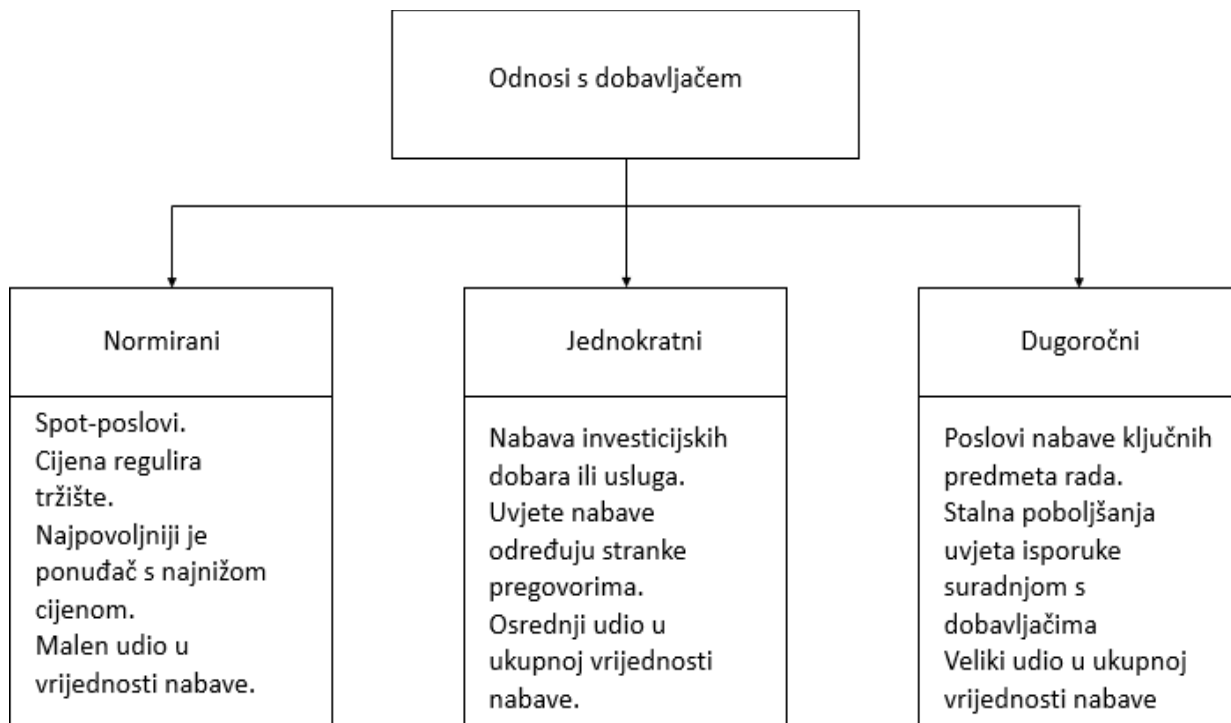 Odnosi s dobavljačem
Normirani
Spot-poslovi.
Cijena regulira
tržište.
Najpovoljniji je
ponuđač s najnižom
cijenom.
Malen udio u
vrijednosti nabave.
Jednokratni
Nabava investicijskih
dobara ili usluga.
Uvjete nabave
određuju stranke
pregovorima.
Osrednji udio u
ukupnoj vrijednosti
nabave.
Dugoročni
Poslovi nabave ključnih
predmeta rada.
Stalna poboljšanja
uvjeta isporuke
suradnjom s
dobavljačima
Veliki udio u ukupnoj
vrijednosti nabave